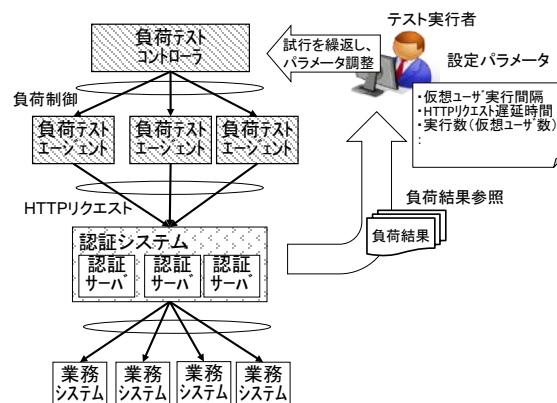 テスト実行者
負荷テスト
コントローラ
試行を繰返し、
パラメータ調整
設定パラメータ
・仮想ユーザ実行間隔
・HTTPリクエスト遅延時間
・実行数(仮想ユーザ数)
:
負荷制御
負荷テスト
エージェント
負荷テスト
エージェント
負荷テスト
エージェント
HTTPリクエスト
負荷結果参照
負荷結果
認証システム
認証
サーバ
認証
サーバ
認証
サーバ
業務
システム
業務
システム
業務
システム
業務
システム